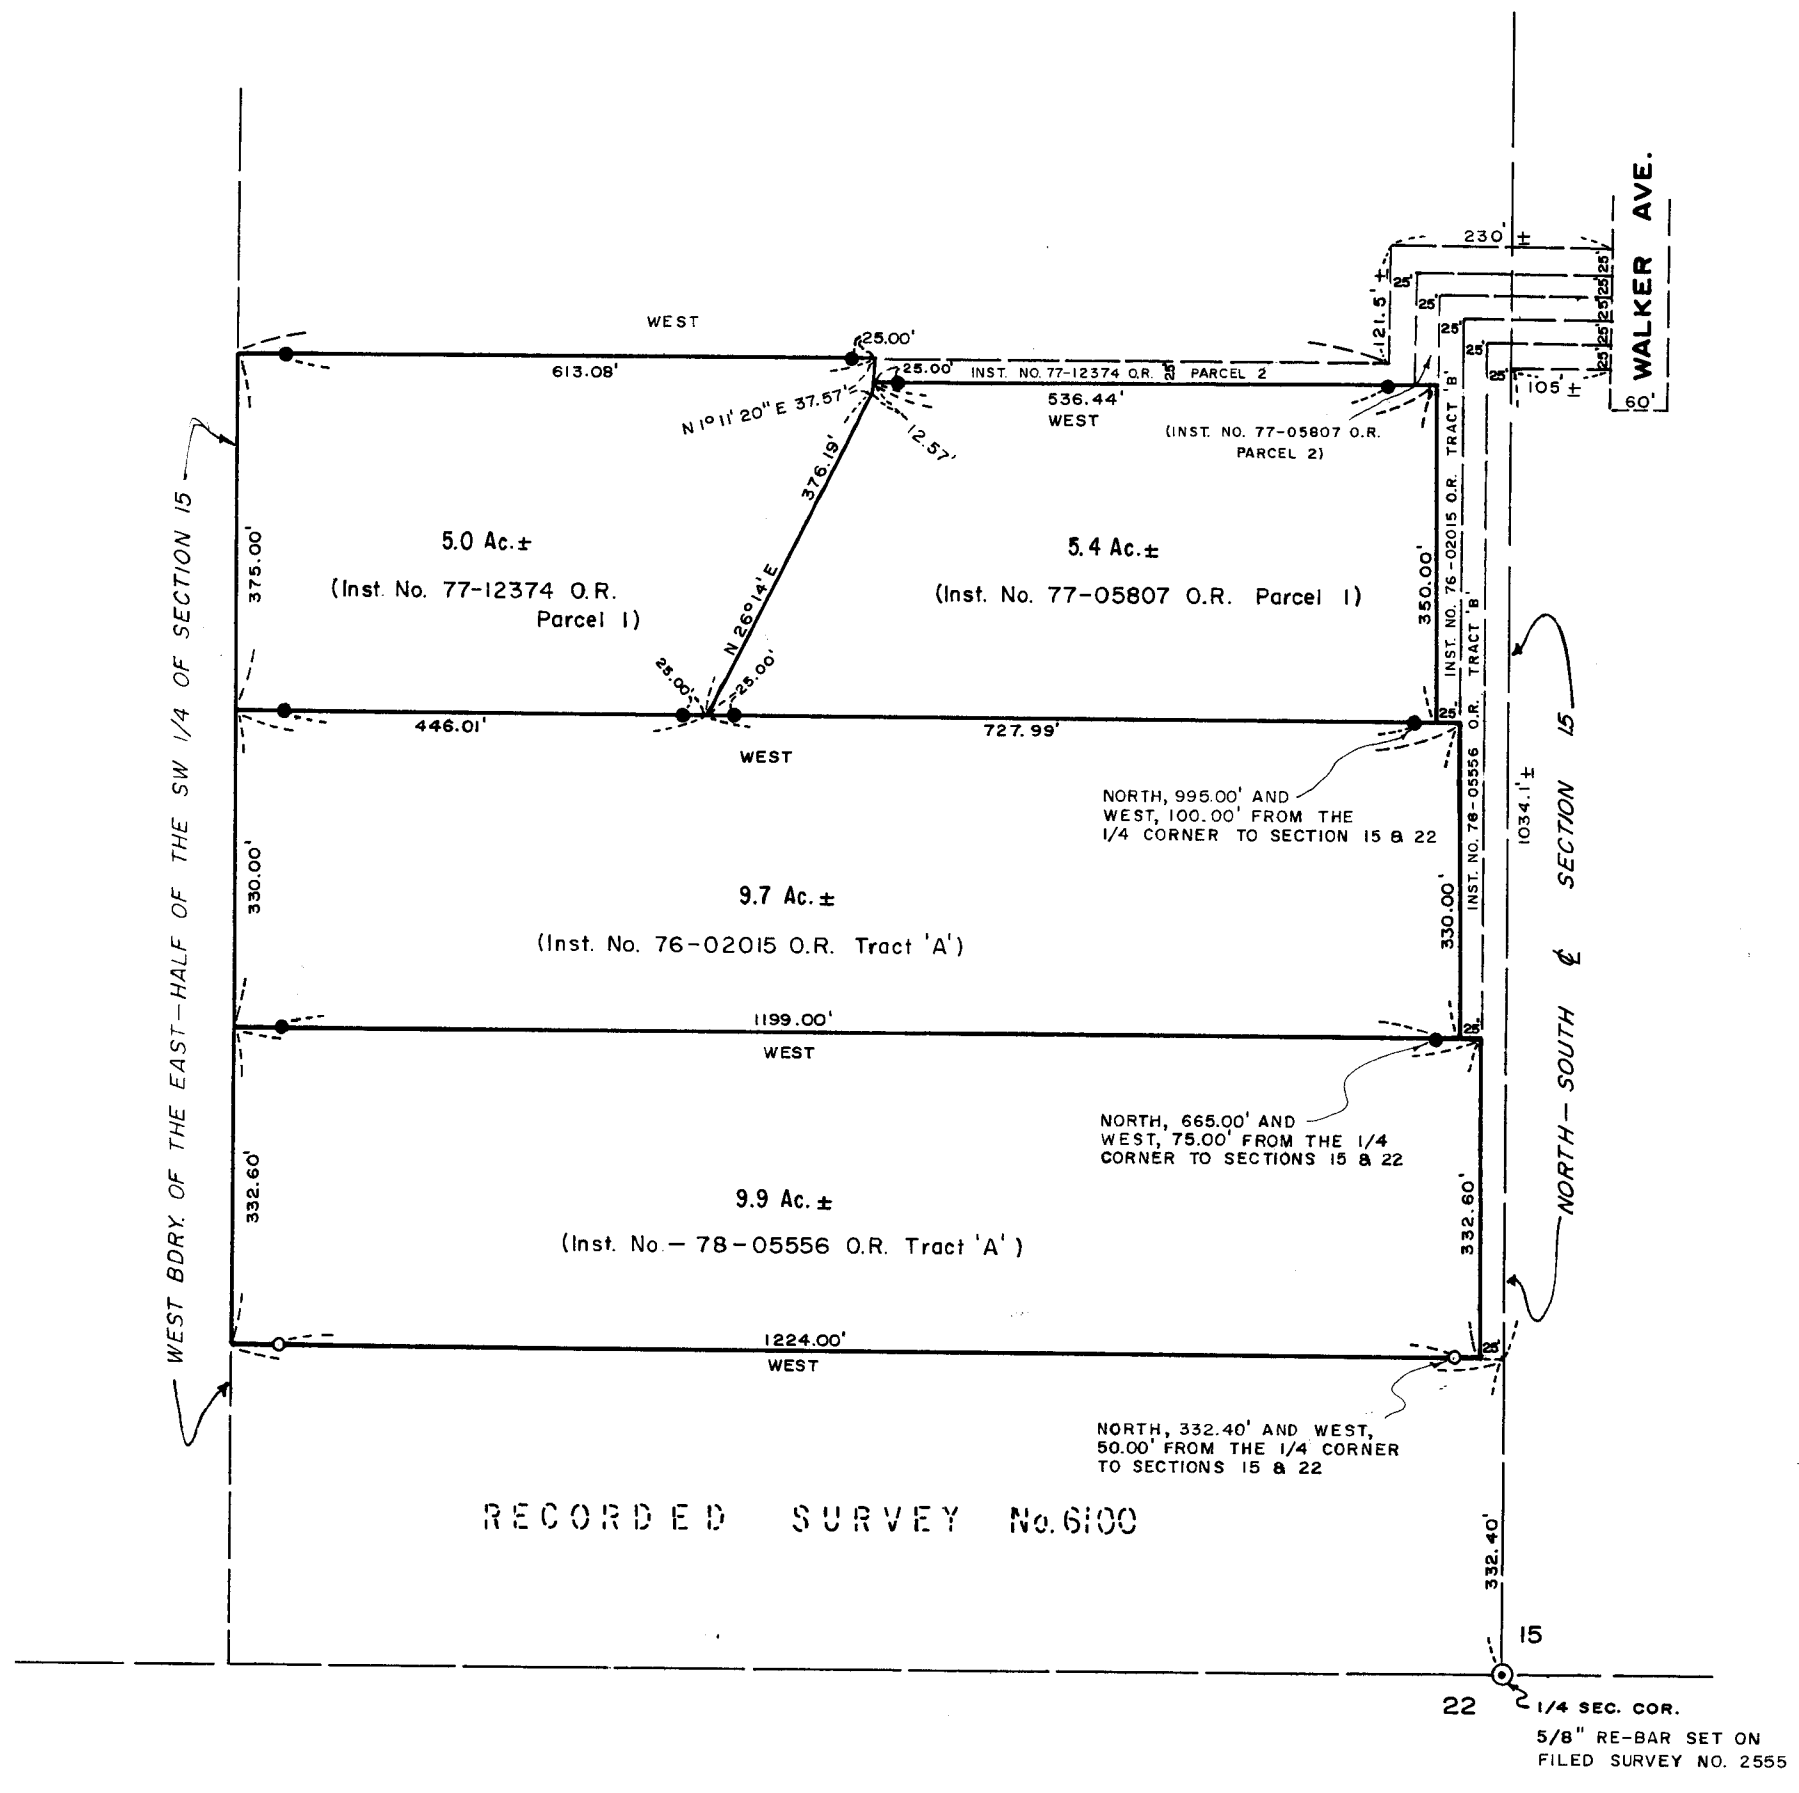 WALKER AVE.
230' ±
25'
25'
25'
25'
25'
25'
25'
25'
25'
25'
121.5' ±
105' ±
60'
WEST
613.08'
25.00'
25.00'
INST. NO. 77-12374 O.R. 25' PARCEL 2
536.44'
WEST
N 1° 11' 20" E 37.57'
12.57'
(INST. NO. 77-05807 O.R.
PARCEL 2)
376.19'
N 26° 14' E
375.00'
5.0 Ac. ±
(Inst. No. 77-12374 O.R.
Parcel 1)
5.4 Ac. ±
(Inst. No. 77-05807 O.R. Parcel 1)
350.00'
INST. NO. 76-02015 O.R. TRACT 'B'
INST. NO. 78-05556 O.R. TRACT 'B'
25.00'
25.00'
446.01'
727.99'
25'
WEST
NORTH, 995.00' AND
WEST, 100.00' FROM THE
1/4 CORNER TO SECTION 15 & 22
1034.1' ±
330.00'
9.7 Ac. ±
(Inst. No. 76-02015 O.R. Tract 'A')
330.00'
1199.00'
WEST
25'
NORTH, 665.00' AND
WEST, 75.00' FROM THE 1/4
CORNER TO SECTIONS 15 & 22
332.60'
9.9 Ac. ±
(Inst. No.- 78-05556 O.R. Tract 'A')
332.60'
1224.00'
WEST
25'
NORTH, 332.40' AND WEST,
50.00' FROM THE 1/4 CORNER
TO SECTIONS 15 & 22
WEST BDRY. OF THE EAST-HALF OF THE SW 1/4 OF SECTION 15
NORTH-SOUTH ℄ SECTION 15
RECORDED SURVEY No. 6100
332.40'
15
22
1/4 SEC. COR.
5/8" RE-BAR SET ON
FILED SURVEY NO. 2555